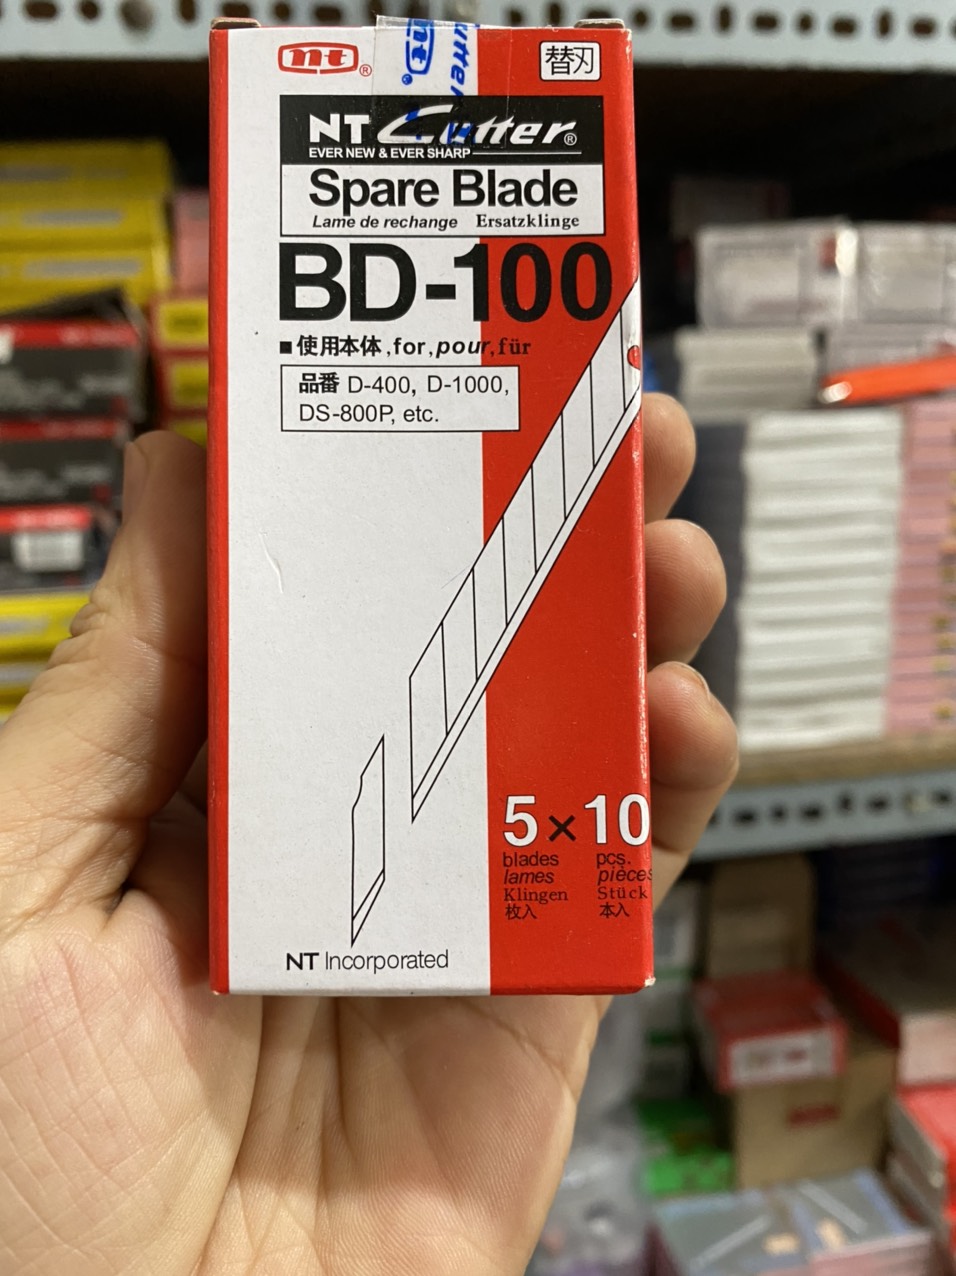 nt®
nt®
Cutter
替刃
NT Cutter®
EVER NEW & EVER SHARP
Spare Blade
Lame de rechange Ersatzklinge
BD-100
■使用本体,for,pour,für
品番 D-400, D-1000,
DS-800P, etc.
5×10
blades pcs.
lames pièces
Klingen Stück
枚入 本入
NT Incorporated